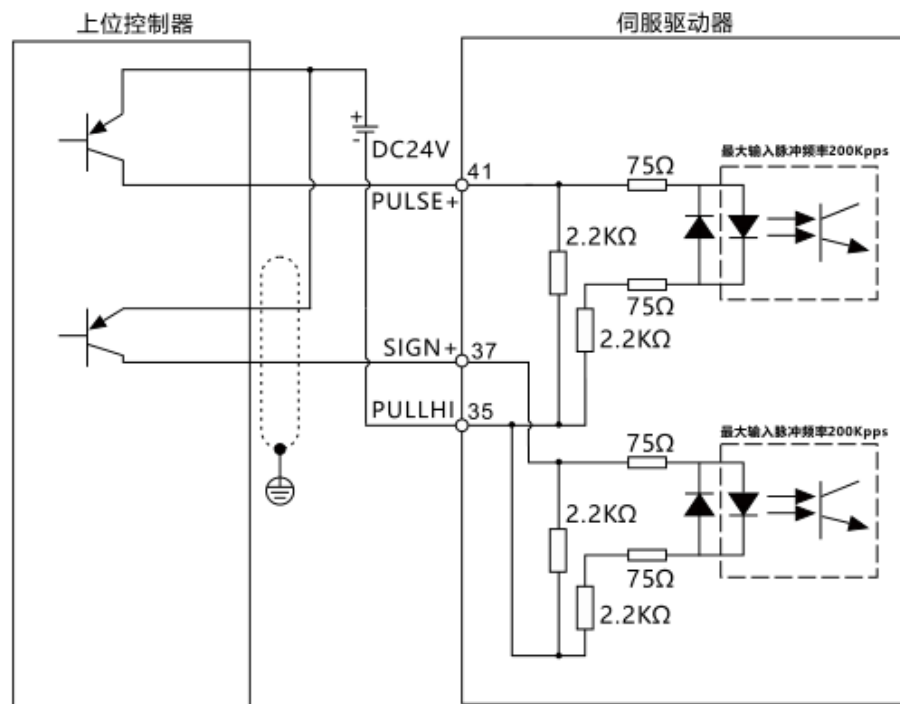 上位控制器
伺服驱动器
+
-
DC24V
41
PULSE+
75Ω
最大输入脉冲频率200Kpps
2.2KΩ
75Ω
2.2KΩ
SIGN+
37
PULLHI
35
75Ω
最大输入脉冲频率200Kpps
2.2KΩ
75Ω
2.2KΩ